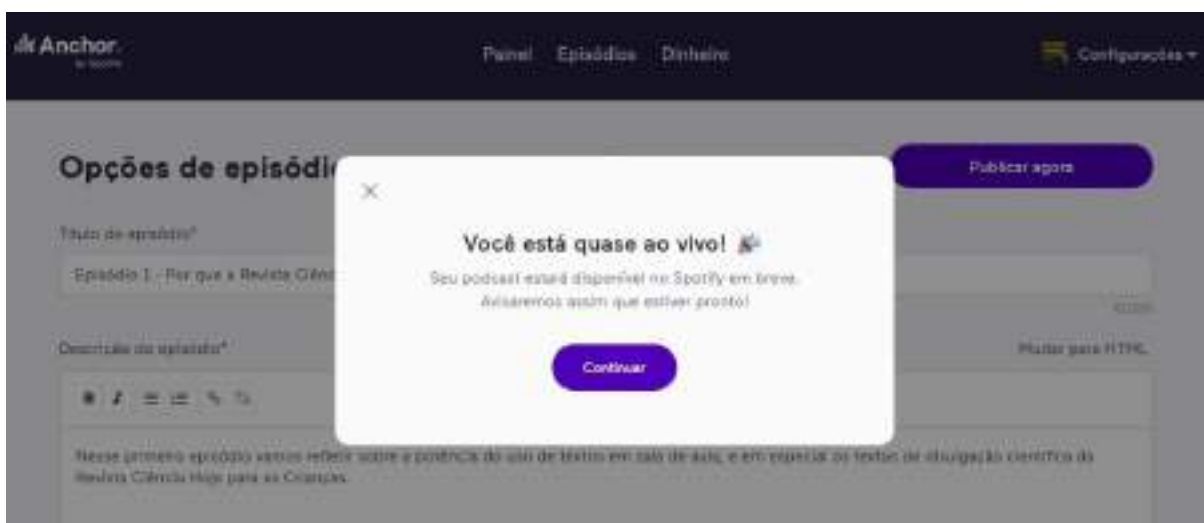 Anchor
by Spotify
Painel Episódios Dinheiro
Configurações
Opções de episódi
Publicar agora
Título do episódio*
Episódio 1 - Por que a Revista Ciênc
Você está quase ao vivo!
Seu podcast estará disponível no Spotify em breve.
Avisaremos assim que estiver pronto!
Continuar
Descrição do episódio*
Mudar para HTML
Nesse primeiro episódio vamos refletir sobre a potência do uso de textos em sala de aula, e em especial os textos de divulgação científica da
Revista Ciência Hoje para as Crianças.